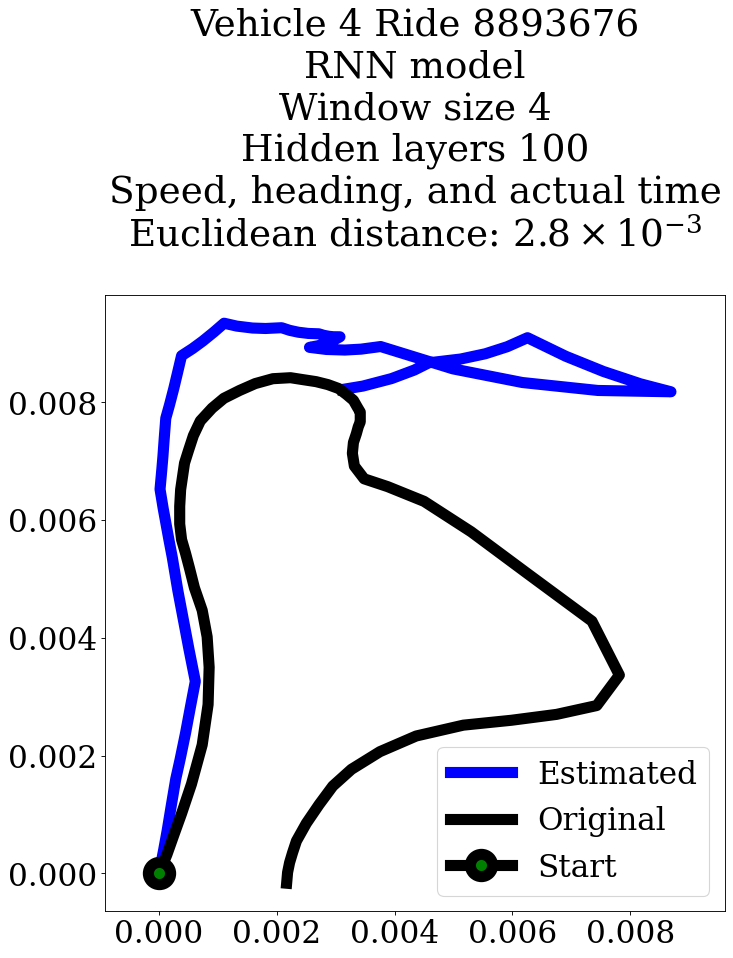 Vehicle 4 Ride 8893676
RNN model
Window size 4
Hidden layers 100
Speed, heading, and actual time
Euclidean distance: 2.8 × 10⁻³
0.008
0.006
0.004
0.002
0.000
Estimated
Original
Start
0.000 0.002 0.004 0.006 0.008